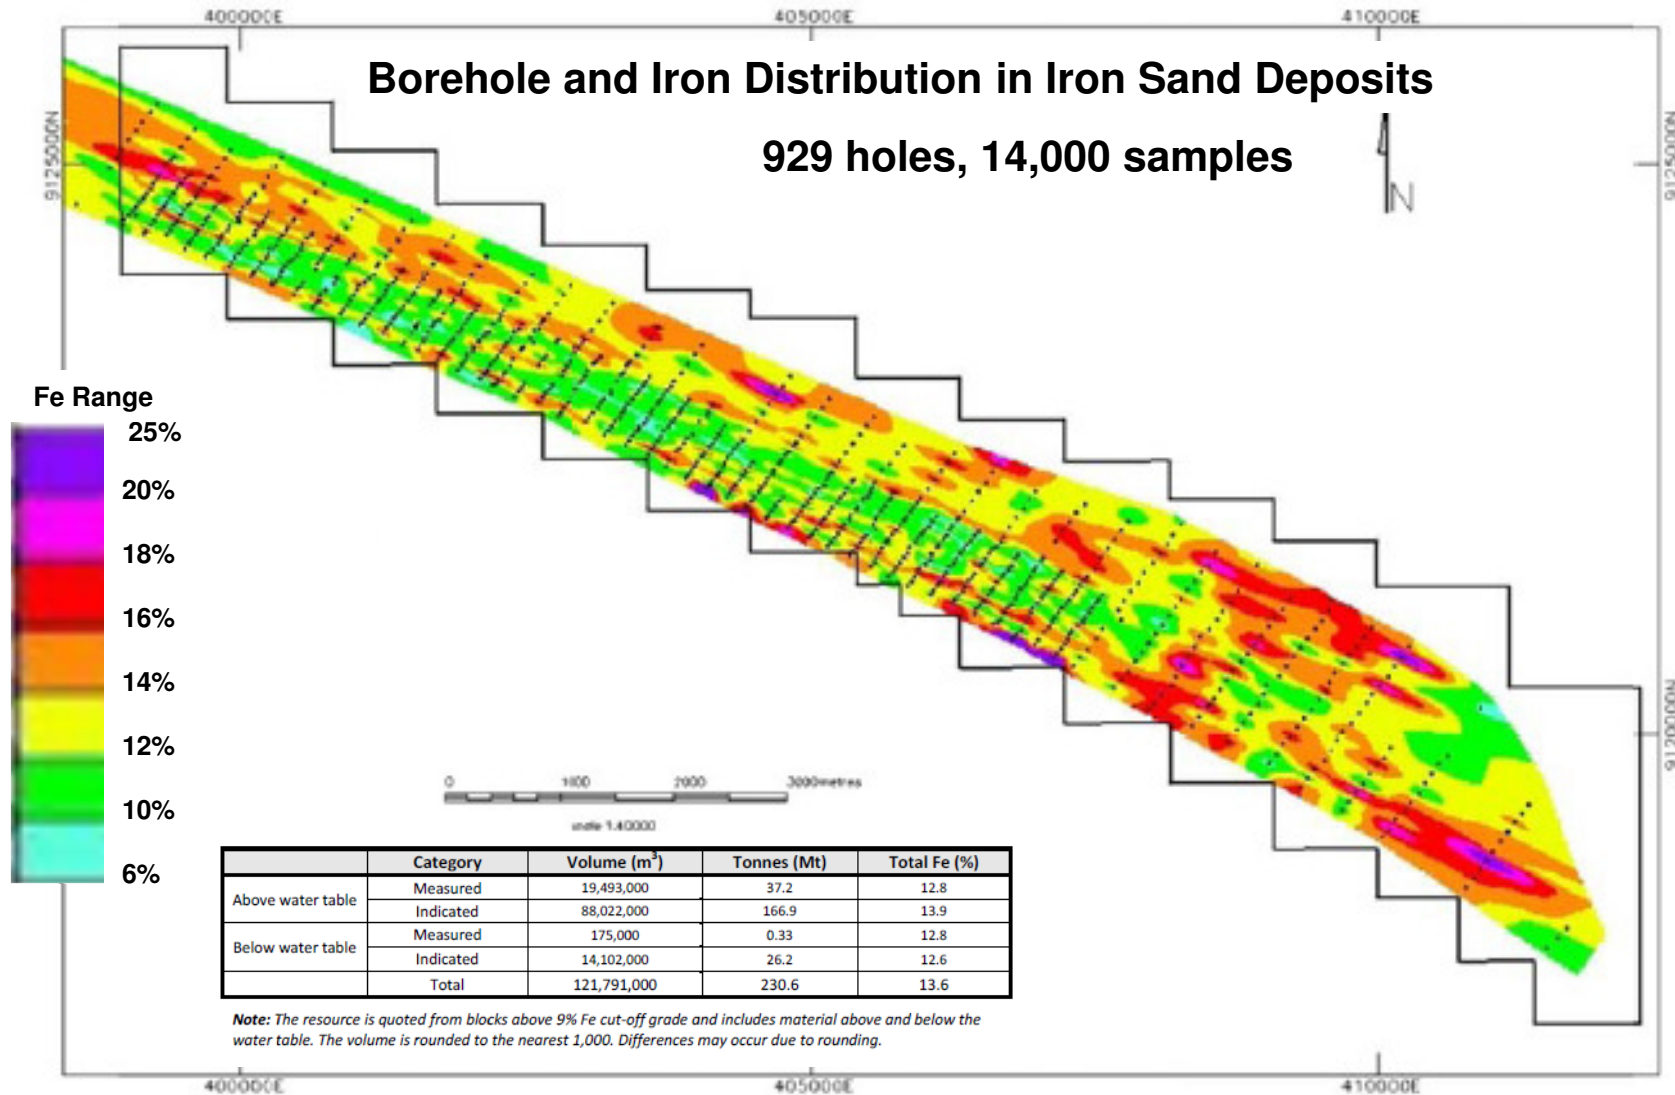 400000E 405000E 410000E
Borehole and Iron Distribution in Iron Sand Deposits
929 holes, 14,000 samples
9125000N
9125000N
N
Fe Range
25%
20%
18%
16%
14%
12%
10%
6%
9120000N
0 1000 2000 3000metres
scale 1:40000
Category Volume (m³) Tonnes (Mt) Total Fe (%)
Above water table Measured 19,493,000 37.2 12.8
Indicated 88,022,000 166.9 13.9
Below water table Measured 175,000 0.33 12.8
Indicated 14,102,000 26.2 12.6
Total 121,791,000 230.6 13.6
Note: The resource is quoted from blocks above 9% Fe cut-off grade and includes material above and below the
water table. The volume is rounded to the nearest 1,000. Differences may occur due to rounding.
400000E 405000E 410000E